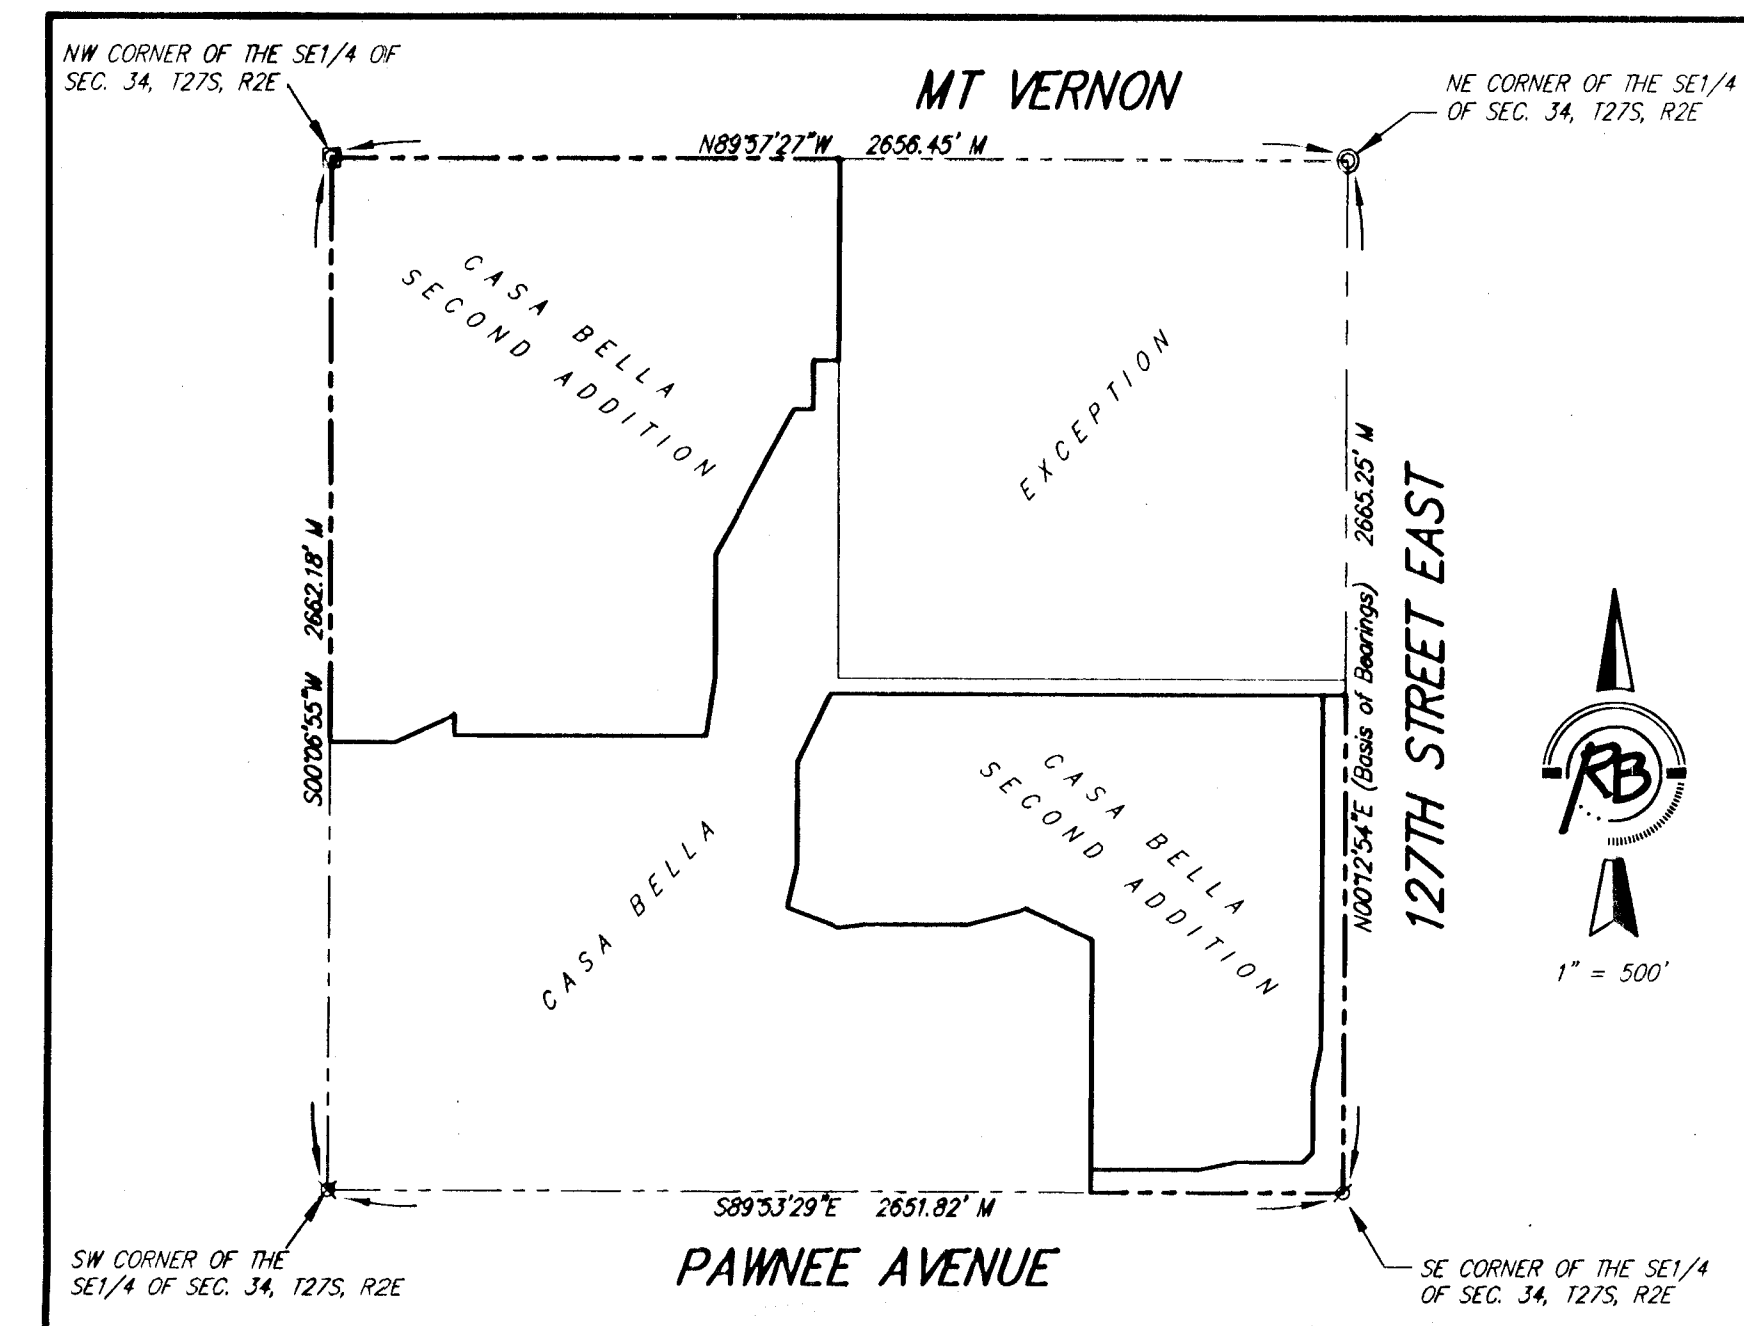 NW CORNER OF THE SE1/4 OF
SEC. 34, T27S, R2E
MT VERNON
NE CORNER OF THE SE1/4
OF SEC. 34, T27S, R2E
N89°57'27"W 2656.45' M
CASA BELLA
SECOND ADDITION
EXCEPTION
S00°06'55"W 2662.18' M
N00°12'54"E (Basis of Bearings) 2665.25' M
127TH STREET EAST
CASA BELLA
SECOND ADDITION
CASA BELLA
RB
1" = 500'
S89°53'29"E 2651.82' M
PAWNEE AVENUE
SW CORNER OF THE
SE1/4 OF SEC. 34, T27S, R2E
SE CORNER OF THE SE1/4
OF SEC. 34, T27S, R2E